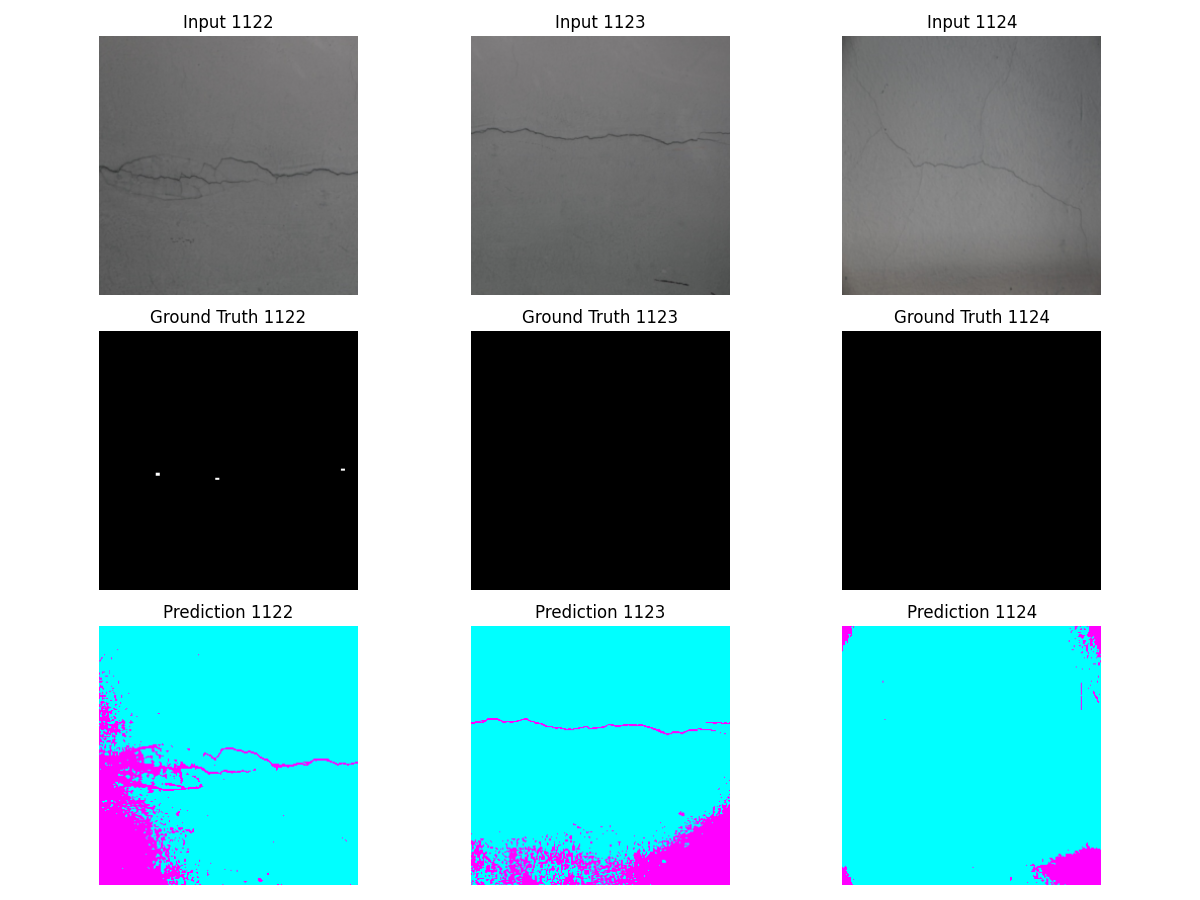 Input 1122
Input 1123
Input 1124
Ground Truth 1122
Ground Truth 1123
Ground Truth 1124
Prediction 1122
Prediction 1123
Prediction 1124